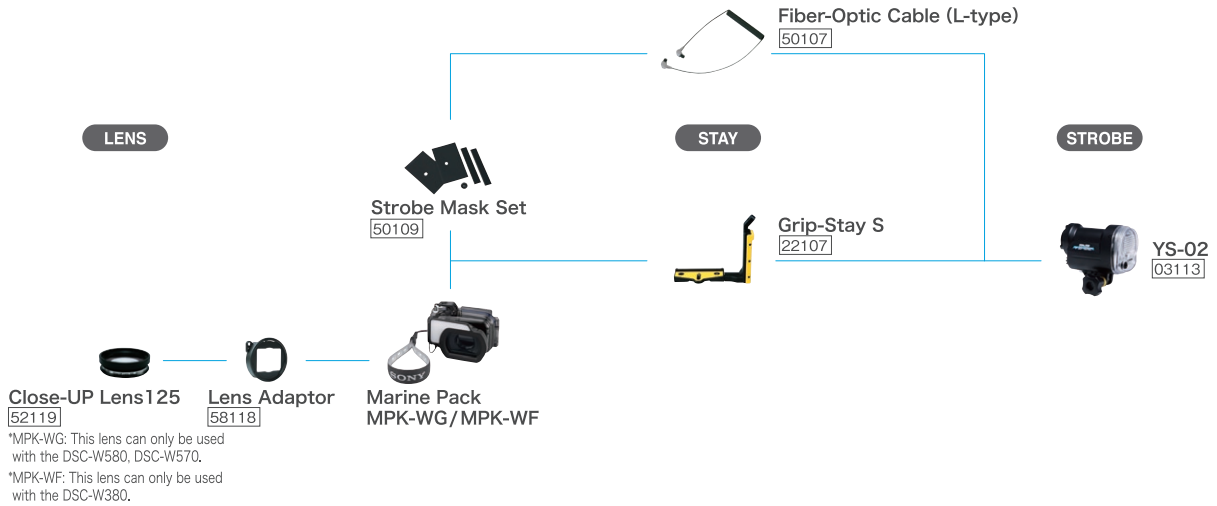 Fiber-Optic Cable (L-type)
50107
LENS
STAY
STROBE
Strobe Mask Set
50109
Grip-Stay S
22107
YS-02
03113
SONY
Close-UP Lens125
52119
Lens Adaptor
58118
Marine Pack
MPK-WG/MPK-WF
*MPK-WG: This lens can only be used
with the DSC-W580, DSC-W570.
*MPK-WF: This lens can only be used
with the DSC-W380.